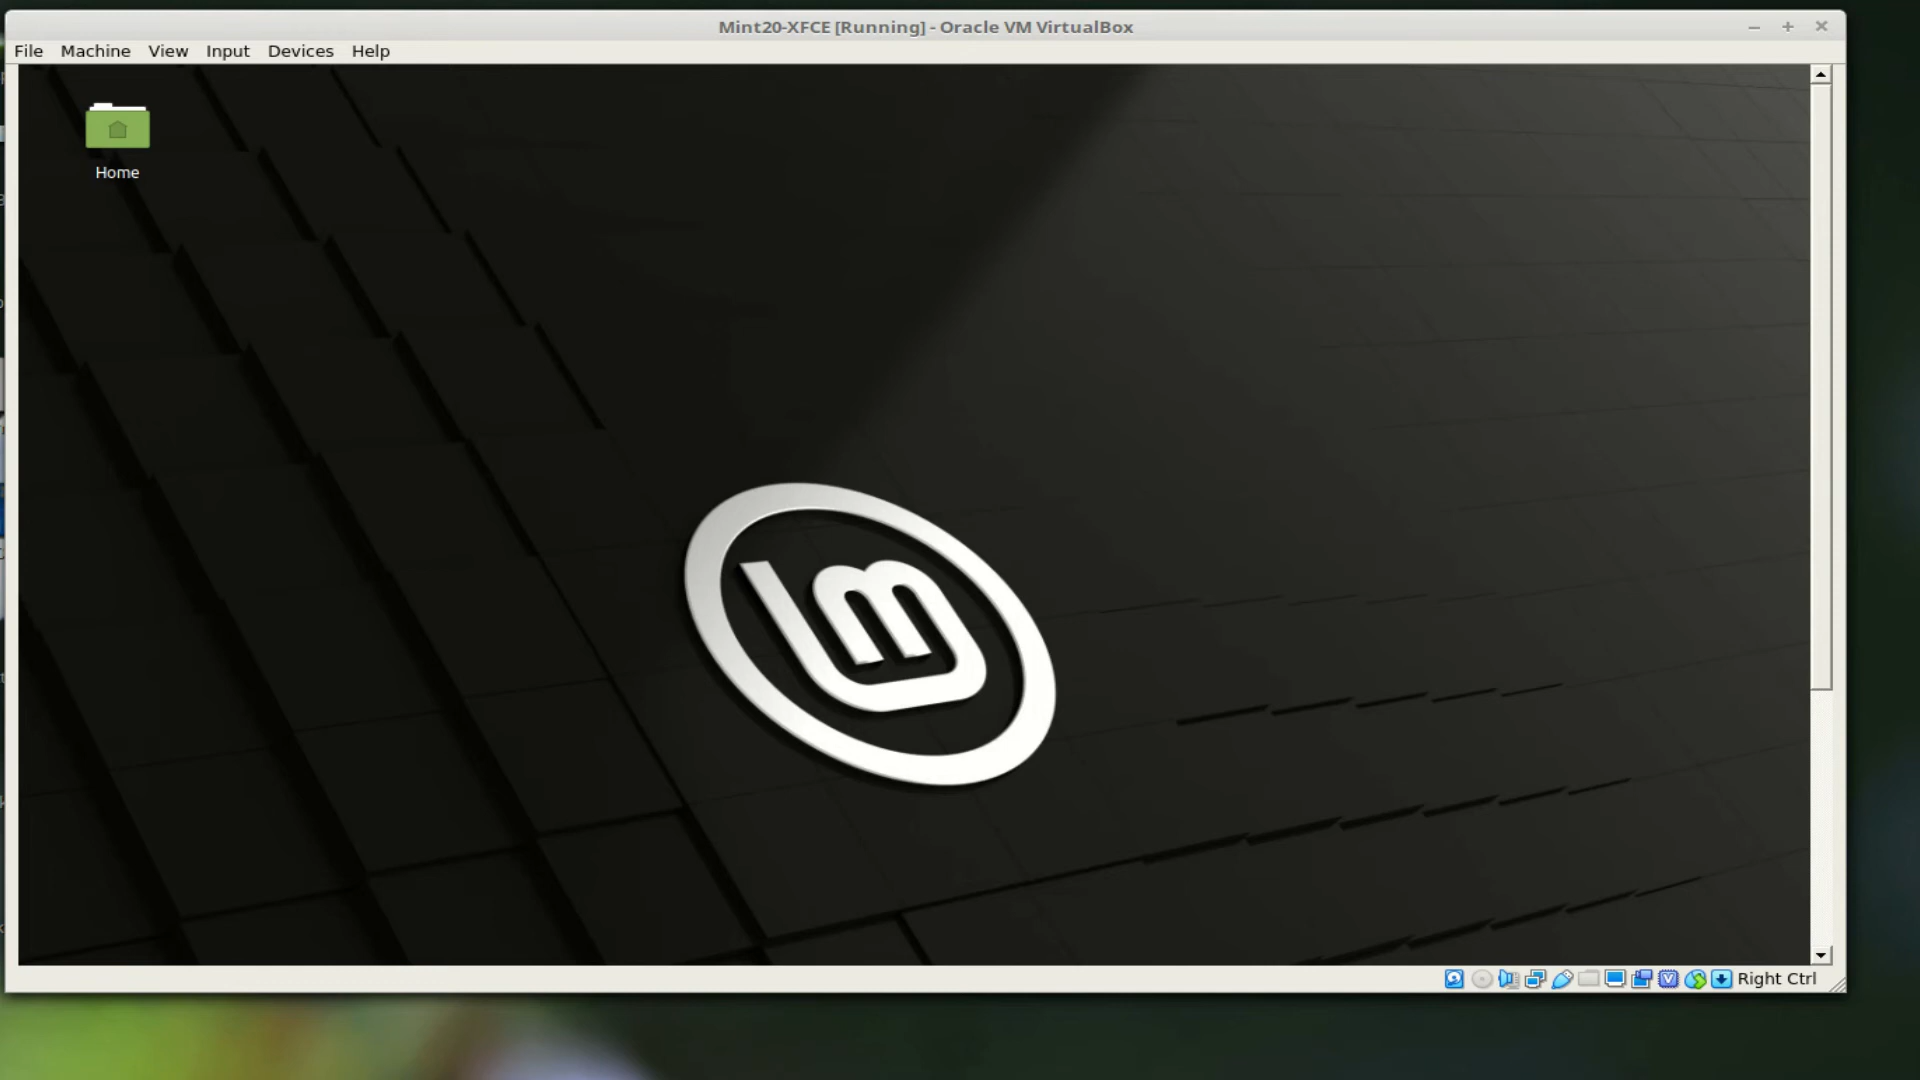 Mint20-XFCE [Running] - Oracle VM VirtualBox
File Machine View Input Devices Help
Home
Right Ctrl